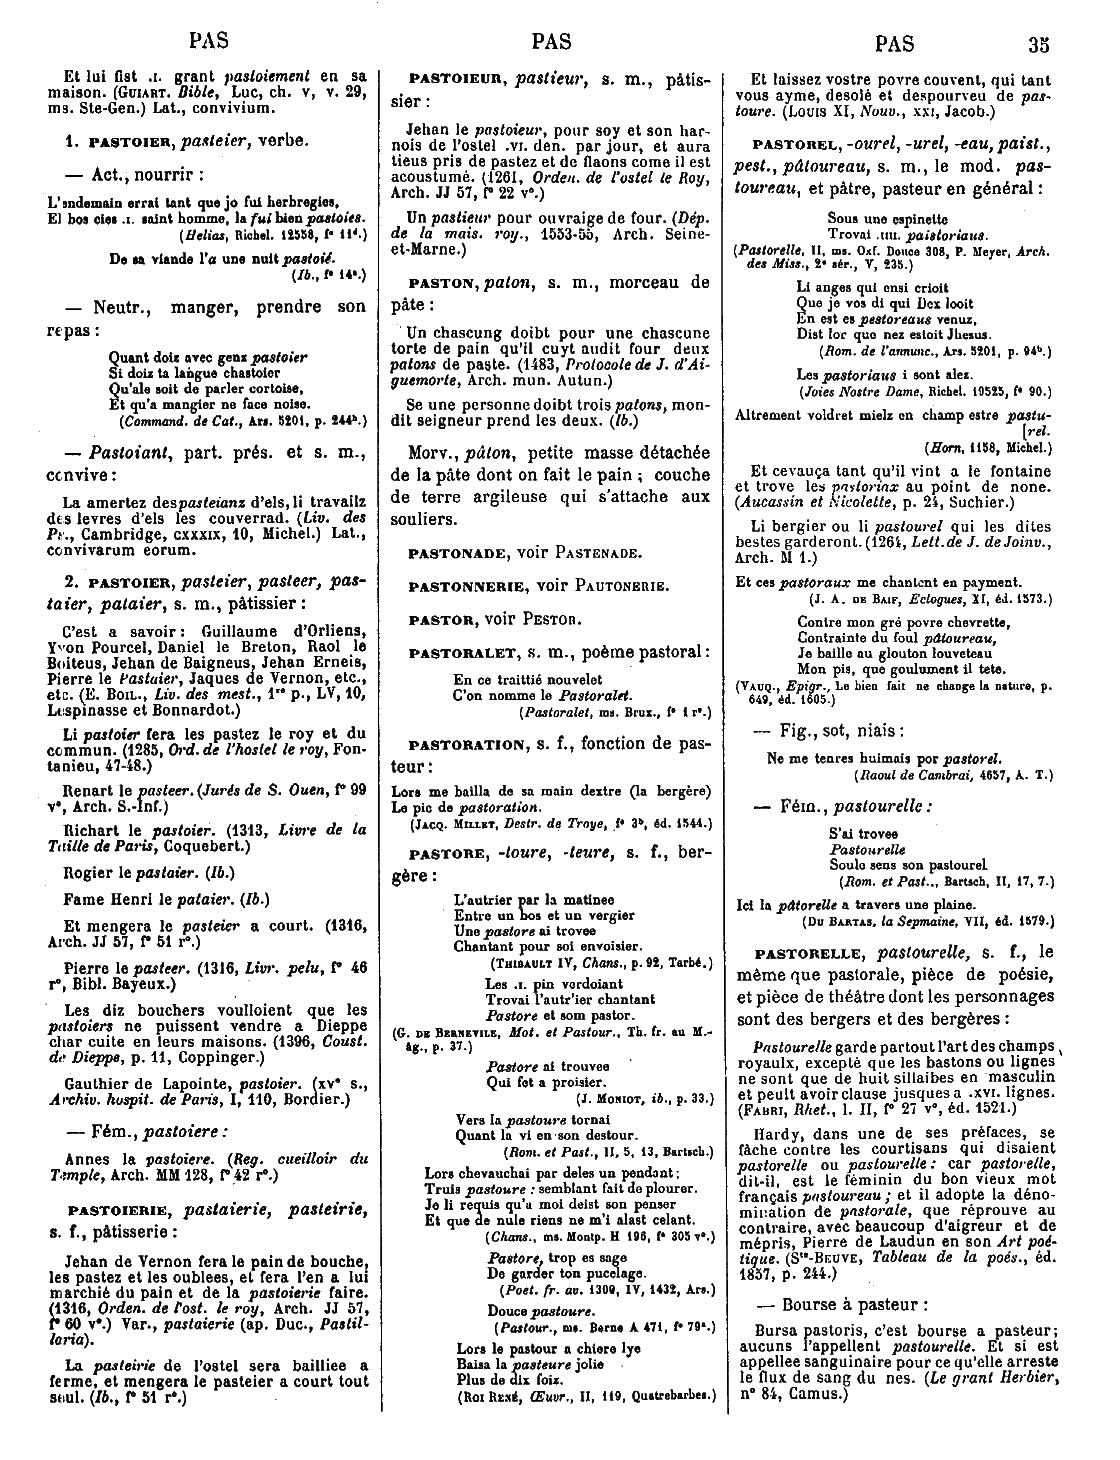 PAS
PAS
PAS
35
Et lui fist .I. grant pastoiement en sa
maison. (GUIART. Bible, Luc, ch. V, v. 29,
ms. Ste-Gen.) Lat., convivium.
1. PASTOIER, pasteier, verbe.
— Act., nourrir :
L'endemain errai tant que jo fui herbregies,
El bos cies .I. saint homme, la fui bien pastoies.
(Helias, Richel. 12558, f° 11d.)
De sa viande l'a une nuit pastoié.
(Ib., f° 14e.)
— Neutr., manger, prendre son
repas :
Quant doiz avec genz pastoier
Si doiz ta langue chastoier
Qu'ale soit de parler cortoise,
Et qu'a mangier ne face noise.
(Command. de Cat., Ars. 5201, p. 244b.)
— Pastoiant, part. prés. et s. m.,
convive :
La amertez des pasteianz d'els, li travailz
des levres d'els les couverrad. (Liv. des
Ps., Cambridge, CXXXIX, 10, Michel.) Lat.,
convivarum eorum.
2. PASTOIER, pasteier, pasteer, pas-
taier, pataier, s. m., pâtissier :
C'est a savoir : Guillaume d'Orliens,
Yvon Pourcel, Daniel le Breton, Raol le
Boiteus, Jehan de Baigneus, Jehan Erneis,
Pierre le Pastaier, Jaques de Vernon, etc.,
etc. (E. BOIL., Liv. des mest., 1re p., LV, 10,
Lespinasse et Bonnardot.)
Li pastoier fera les pastez le roy et du
commun. (1285, Ord. de l'hostel le roy, Fon-
tanieu, 47-48.)
Renart le pasteer. (Jurés de S. Ouen, f° 99
v°, Arch. S.-Inf.)
Richart le pastoier. (1313, Livre de la
Taille de Paris, Coquebert.)
Rogier le pastaier. (Ib.)
Fame Henri le pataier. (Ib.)
Et mengera le pasteier a court. (1316,
Arch. JJ 57, f° 51 r°.)
Pierre le pasteer. (1316, Livr. pelu, f° 46
r°, Bibl. Bayeux.)
Les diz bouchers voulloient que les
pastoiers ne puissent vendre a Dieppe
char cuite en leurs maisons. (1396, Coust.
de Dieppe, p. 11, Coppinger.)
Gauthier de Lapointe, pastoier. (XVe s.,
Archiv. hospit. de Paris, I, 110, Bordier.)
— Fém., pastoiere :
Annes la pastoiere. (Reg. cueilloir du
Temple, Arch. MM 128, f° 42 r°.)
PASTOIERIE, pastaierie, pasteirie,
s. f., pâtisserie :
Jehan de Vernon fera le pain de bouche,
les pastez et les oublees, et fera l'en a lui
marchié du pain et de la pastoierie faire.
(1316, Orden. de l'ost. le roy, Arch. JJ 57,
f° 60 v°.) Var., pastaierie (ap. Duc., Pastil-
laria).
La pasteirie de l'ostel sera bailliee a
ferme, et mengera le pasteier a court tout
seul. (Ib., f° 51 r°.)
PASTOIEUR, pastieur, s. m., pâtis-
sier :
Jehan le pastoieur, pour soy et son har-
nois de l'ostel .VI. den. par jour, et aura
tieus pris de pastez et de flaons come il est
acoustumé. (1261, Orden. de l'ostel le Roy,
Arch. JJ 57, f° 22 v°.)
Un pastieur pour ouvraige de four. (Dép.
de la mais. roy., 1553-55, Arch. Seine-
et-Marne.)
PASTON, paton, s. m., morceau de
pâte :
Un chascung doibt pour une chascune
torte de pain qu'il cuyt audit four deux
patons de paste. (1483, Protocole de J. d'Ai-
guemorte, Arch. mun. Autun.)
Se une personne doibt trois patons, mon-
dit seigneur prend les deux. (Ib.)
Morv., pâton, petite masse détachée
de la pâte dont on fait le pain ; couche
de terre argileuse qui s'attache aux
souliers.
PASTONADE, voir PASTENADE.
PASTONNERIE, voir PAUTONERIE.
PASTOR, voir PESTOR.
PASTORALET, s. m., poème pastoral :
En ce traittié nouvelet
C'on nomme le Pastoralet.
(Pastoralet, ms. Brux., f° 1 r°.)
PASTORATION, s. f., fonction de pas-
teur :
Lors me bailla de sa main dextre (la bergère)
Le pic de pastoration.
(JACQ. MILLET, Destr. de Troye, f° 3b, éd. 1544.)
PASTORE, -toure, -teure, s. f., ber-
gère :
L'autrier par la matinee
Entre un bos et un vergier
Une pastore ai trovee
Chantant pour soi envoisier.
(THIBAULT IV, Chans., p. 92, Tarbé.)
Les .I. pin verdoiant
Trovai l'autr'ier chantant
Pastore et som pastor.
(G. DE BERNEVILE, Mot. et Pastour., Th. fr. au M.-
âg., p. 37.)
Pastore ai trouvee
Qui fet a proisier.
(J. MONIOT, ib., p. 33.)
Vers la pastoure tornai
Quant la vi en son destour.
(Rom. et Past., II, 5, 13, Bartsch.)
Lors chevauchai par deles un pendant ;
Truis pastoure : semblant fait de plourer.
Je li requis qu'a moi deist son penser
Et que de nule riens ne m'i alast celant.
(Chans., ms. Montp. H 196, f° 305 v°.)
Pastore, trop es sage
De garder ton pucelage.
(Poet. fr. av. 1300, IV, 1432, Ars.)
Douce pastoure.
(Pastour., ms. Berne A 471, f° 79a.)
Lors le pastour a chiere lye
Baisa la pasteure jolie
Plus de dix foiz.
(ROI RENÉ, Œuvr., II, 119, Quatrebarbes.)
Et laissez vostre povre couvent, qui tant
vous ayme, desolé et despourveu de pas-
toure. (LOUIS XI, Nouv., XXI, Jacob.)
PASTOREL, -ourel, -urel, -eau, paist.,
pest., pâtoureau, s. m., le mod. pas-
toureau, et pâtre, pasteur en général :
Sous une espinette
Trovai .IIII. paistoriaus.
(Pastorelle, II, ms. Oxf. Douce 308, P. Meyer, Arch.
des Miss., 2e sér., V, 235.)
Li anges qui ensi crioit
Que je vos di qui Dex looit
En est es pestoreaus venuz,
Dist lor que nez estoit Jhesus.
(Rom. de l'annunc., Ars. 5201, p. 94b.)
Les pastoriaus i sont alez.
(Joies Nostre Dame, Richel. 19525, f° 90.)
Altrement voldret mielz en champ estre pastu-
[rel.
(Horn, 1158, Michel.)
Et cevauça tant qu'il vint a le fontaine
et trove les pastoriax au point de none.
(Aucassin et Nicolette, p. 24, Suchier.)
Li bergier ou li pastourel qui les dites
bestes garderont. (1264, Lett. de J. de Joinv.,
Arch. M 1.)
Et ces pastoraux me chantent en payment.
(J. A. DE BAIF, Eclogues, XI, éd. 1573.)
Contre mon gré povre chevrette,
Contrainte du foul pâtoureau,
Je baille au glouton louveteau
Mon pis, que goulument il tete.
(VAUQ., Epigr., Le bien fait ne change la nature, p.
649, éd. 1605.)
— Fig., sot, niais :
Ne me tenres huimais por pastorel.
(Raoul de Cambrai, 4657, A. T.)
— Fém., pastourelle :
S'ai trovee
Pastourelle
Soule sens son pastourel
(Rom. et Past.., Bartsch, II, 17, 7.)
Ici la pâtorelle a travers une plaine.
(DU BARTAS, la Sepmaine, VII, éd. 1579.)
PASTORELLE, pastourelle, s. f., le
même que pastorale, pièce de poésie,
et pièce de théâtre dont les personnages
sont des bergers et des bergères :
Pastourelle garde partout l'art des champs
royaulx, excepté que les bastons ou lignes
ne sont que de huit sillaibes en masculin
et peult avoir clause jusques a .XVI. lignes.
(FABRI, Rhet., l. II, f° 27 v°, éd. 1521.)
Hardy, dans une de ses préfaces, se
fâche contre les courtisans qui disaient
pastorelle ou pastourelle : car pastorelle,
dit-il, est le féminin du bon vieux mot
français pastoureau ; et il adopte la déno-
mination de pastorale, que réprouve au
contraire, avec beaucoup d'aigreur et de
mépris, Pierre de Laudun en son Art poé-
tique. (Ste-BEUVE, Tableau de la poés., éd.
1857, p. 244.)
— Bourse à pasteur :
Bursa pastoris, c'est bourse a pasteur ;
aucuns l'appellent pastourelle. Et si est
appellee sanguinaire pour ce qu'elle arreste
le flux de sang du nes. (Le grant Herbier,
n° 84, Camus.)